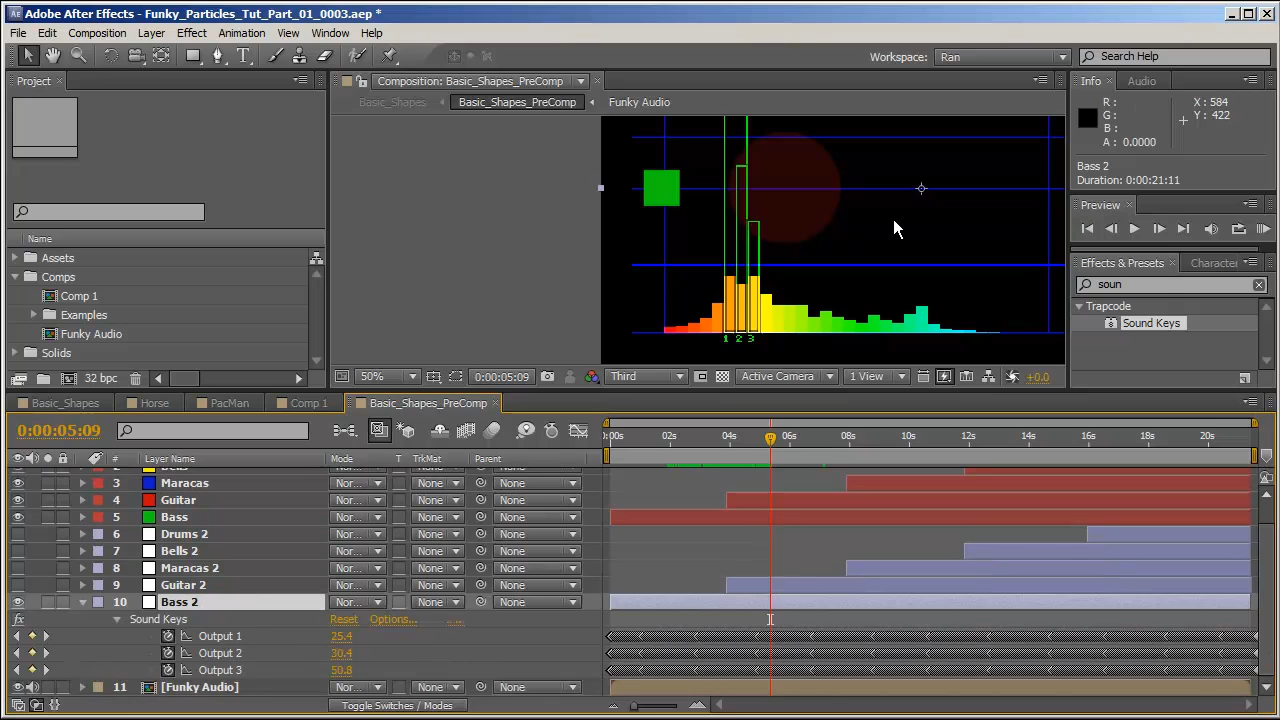 Adobe After Effects - Funky_Particles_Tut_Part_01_0003.aep *
File Edit Composition Layer Effect Animation View Window Help
Workspace: Ran Search Help
Project Composition: Basic_Shapes_PreComp Info Audio
Basic_Shapes Basic_Shapes_PreComp Funky Audio
R: X: 584
G: Y: 422
B:
A: 0.0000
Bass 2
Duration: 0:00:21:11
Preview
Effects & Presets Character
soun
Trapcode
Sound Keys
Name
Assets
Comps
Comp 1
Examples
Funky Audio
Solids
32 bpc
1 2 3
50% 0:00:05:09 Third Active Camera 1 View +0.0
Basic_Shapes Horse PacMan Comp 1 Basic_Shapes_PreComp
0:00:05:09
0:00s 02s 04s 06s 08s 10s 12s 14s 16s 18s 20s
# Layer Name Mode T TrkMat Parent
2 Bells Nor... None None
3 Maracas Nor... None None
4 Guitar Nor... None None
5 Bass Nor... None None
6 Drums 2 Nor... None None
7 Bells 2 Nor... None None
8 Maracas 2 Nor... None None
9 Guitar 2 Nor... None None
10 Bass 2 Nor... None None
fx Sound Keys Reset Options...
Output 1 25.4
Output 2 30.4
Output 3 50.8
11 [Funky Audio] Nor... None None
Toggle Switches / Modes